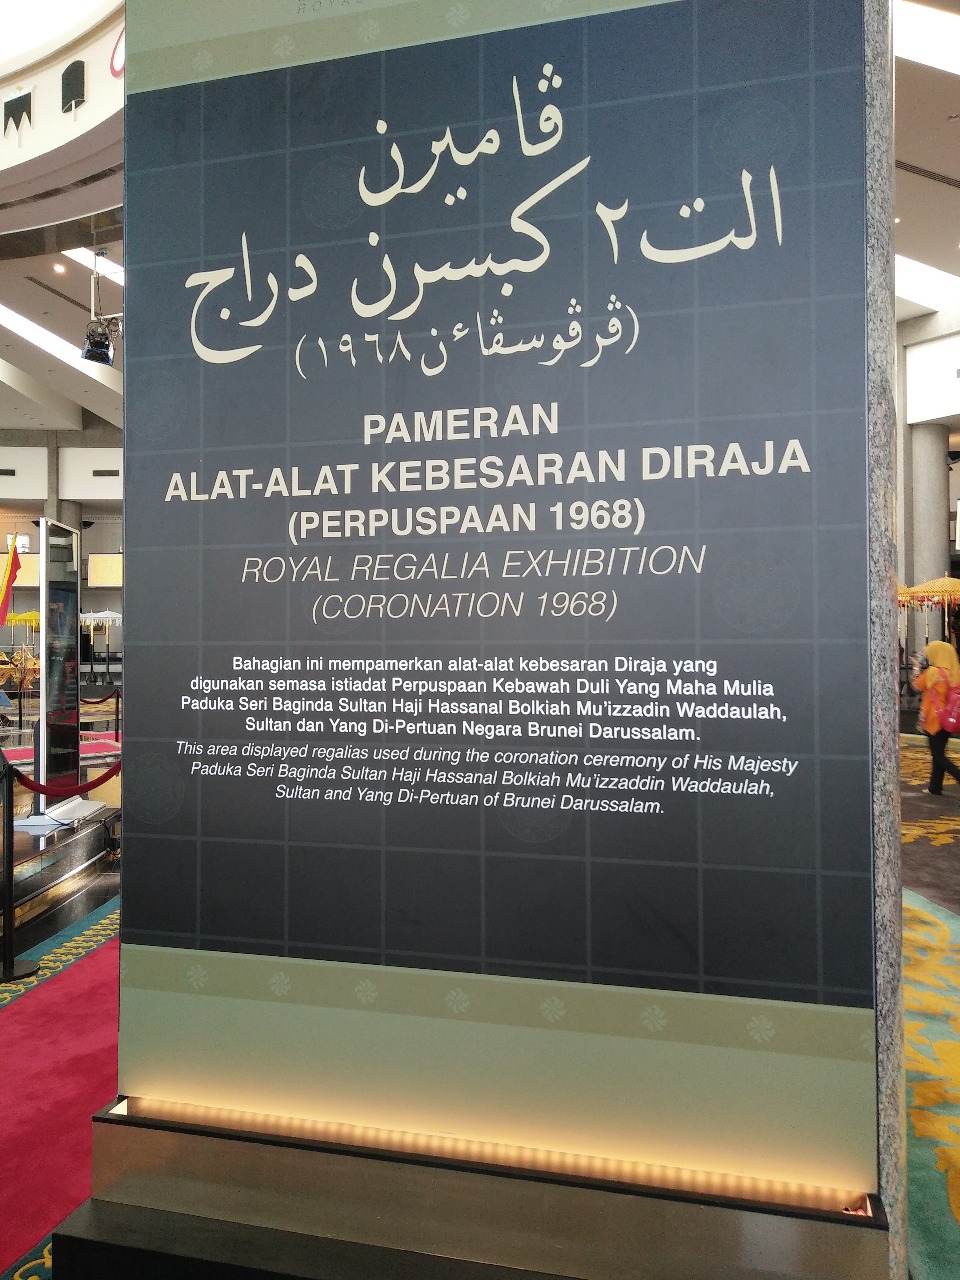 ڤاميرن
الت٢ كبسرن دراج
(ڤرڤوسڤاءن ١٩٦٨)
PAMERAN
ALAT-ALAT KEBESARAN DIRAJA
(PERPUSPAAN 1968)
ROYAL REGALIA EXHIBITION
(CORONATION 1968)
Bahagian ini mempamerkan alat-alat kebesaran Diraja yang
digunakan semasa istiadat Perpuspaan Kebawah Duli Yang Maha Mulia
Paduka Seri Baginda Sultan Haji Hassanal Bolkiah Mu'izzadin Waddaulah,
Sultan dan Yang Di-Pertuan Negara Brunei Darussalam.
This area displayed regalias used during the coronation ceremony of His Majesty
Paduka Seri Baginda Sultan Haji Hassanal Bolkiah Mu'izzaddin Waddaulah,
Sultan and Yang Di-Pertuan of Brunei Darussalam.